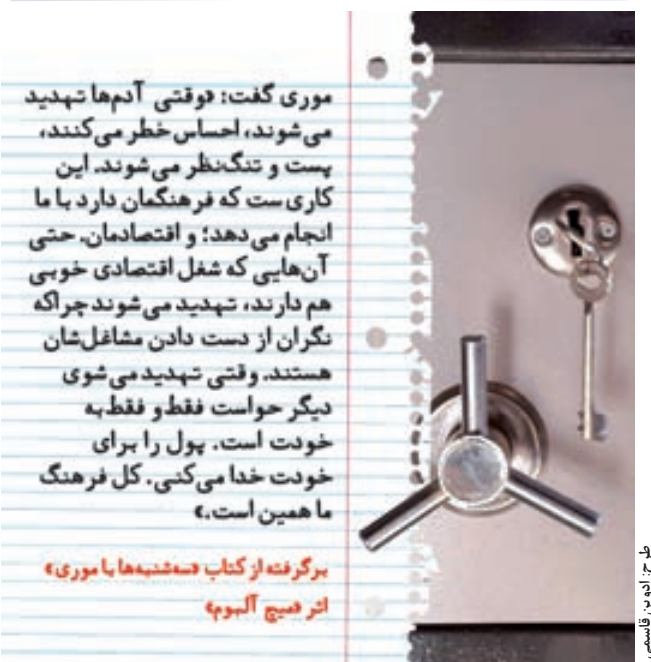 موری گفت: «وقتی آدم‌ها تهدید
می‌شوند، احساس خطر می‌کنند،
پست و تنگ‌نظر می‌شوند. این
کاری‌ست که فرهنگمان دارد با ما
انجام می‌دهد؛ و اقتصادمان. حتی
آن‌هایی که شغل اقتصادی خوبی
هم دارند، تهدید می‌شوند چراکه
نگران از دست دادن مشاغل‌شان
هستند. وقتی تهدید می‌شوی
دیگر حواست فقط و فقط به
خودت است. پول را برای
خودت خدا می‌کنی. کل فرهنگ
ما همین است.»
برگرفته از کتاب «سه‌شنبه‌ها با موری»
اثر «میچ آلبوم»
طرح: ادوین قاسمی